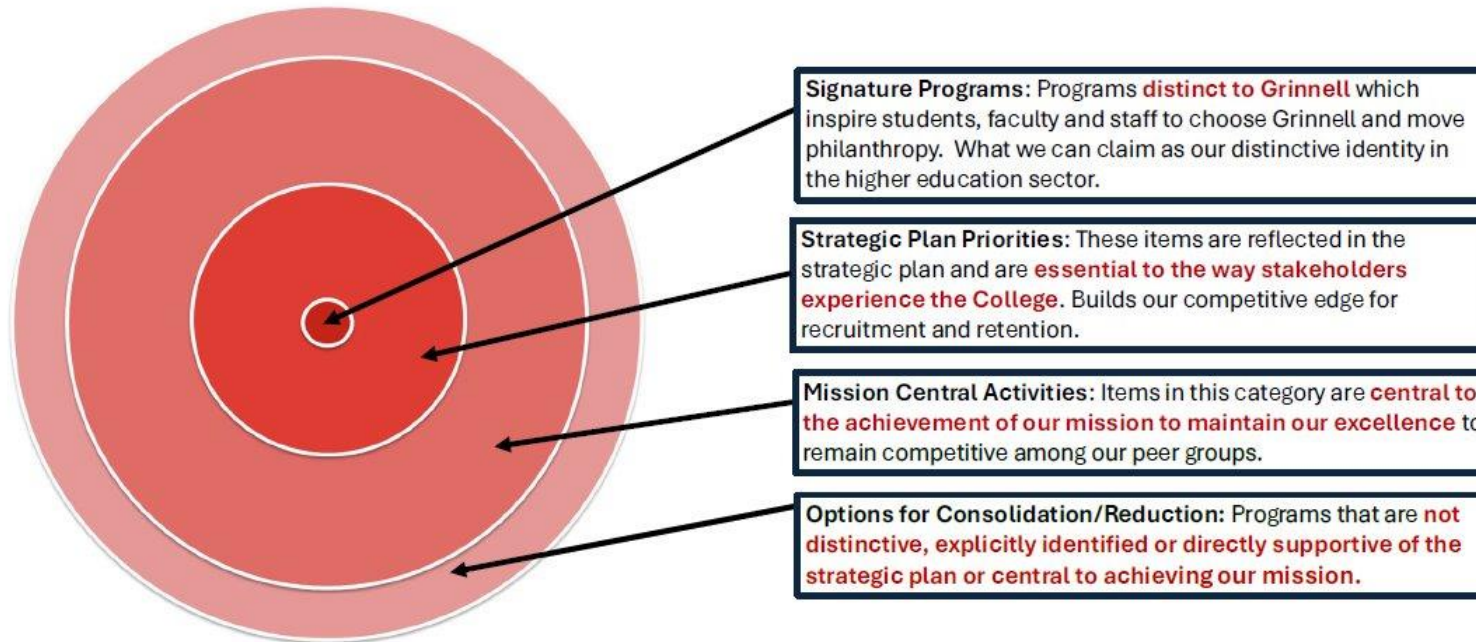 Signature Programs: Programs distinct to Grinnell which
inspire students, faculty and staff to choose Grinnell and move
philanthropy. What we can claim as our distinctive identity in
the higher education sector.
Strategic Plan Priorities: These items are reflected in the
strategic plan and are essential to the way stakeholders
experience the College. Builds our competitive edge for
recruitment and retention.
Mission Central Activities: Items in this category are central to
the achievement of our mission to maintain our excellence to
remain competitive among our peer groups.
Options for Consolidation/Reduction: Programs that are not
distinctive, explicitly identified or directly supportive of the
strategic plan or central to achieving our mission.